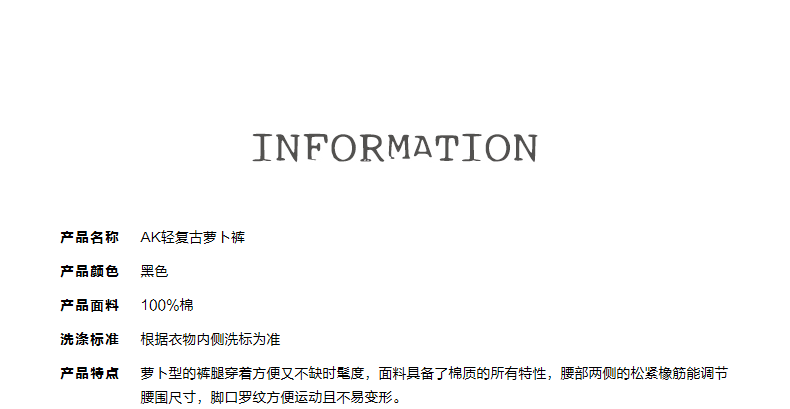 INFORMATION
产品名称 AK轻复古萝卜裤
产品颜色 黑色
产品面料 100%棉
洗涤标准 根据衣物内侧洗标为准
产品特点 萝卜型的裤腿穿着方便又不缺时髦度，面料具备了棉质的所有特性，腰部两侧的松紧橡筋能调节
腰围尺寸，脚口罗纹方便运动且不易变形。